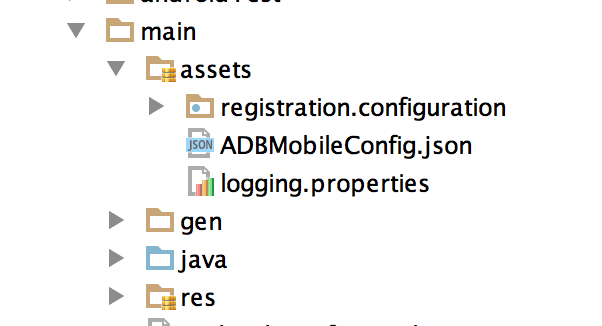 main
assets
registration.configuration
JSON ADBMobileConfig.json
logging.properties
gen
java
res